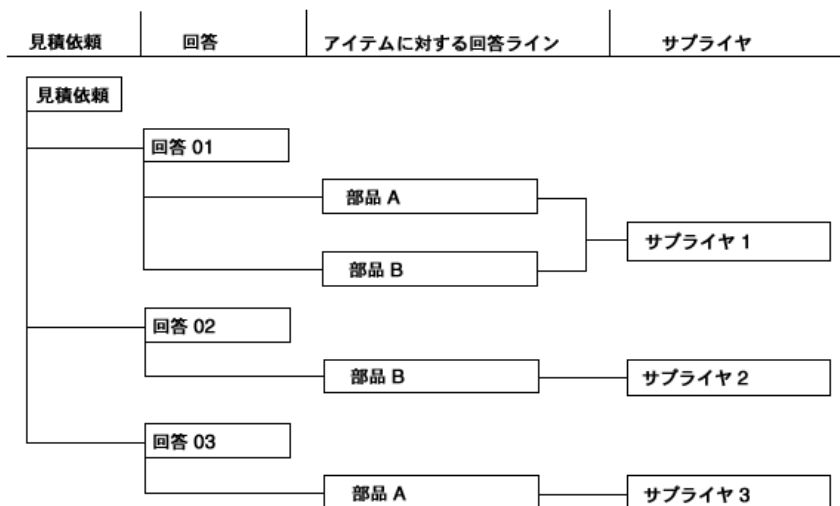 見積依頼
回答
アイテムに対する回答ライン
サプライヤ
見積依頼
回答 01
部品 A
サプライヤ 1
部品 B
回答 02
部品 B
サプライヤ 2
回答 03
部品 A
サプライヤ 3